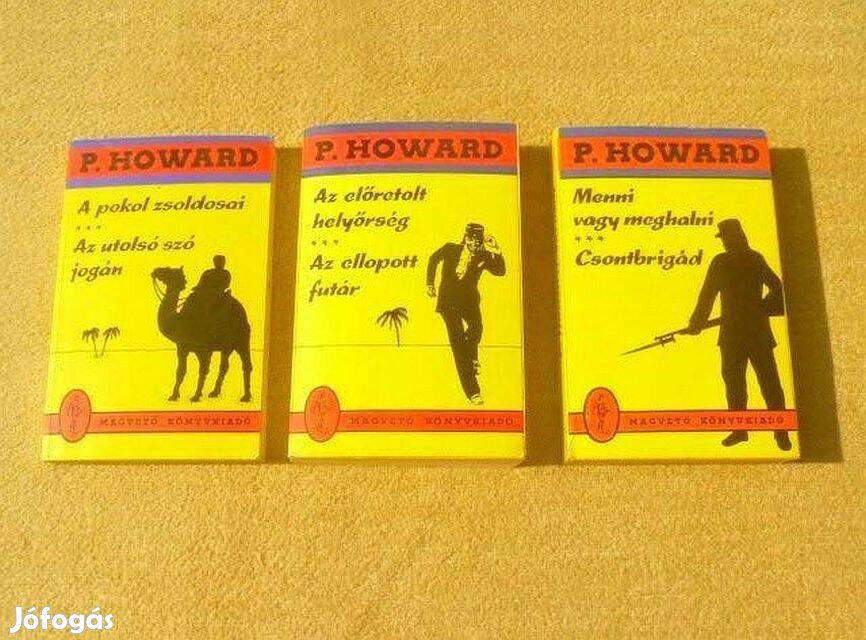 P. HOWARD
A pokol zsoldosai
***
Az utolsó szó
jogán
MAGVETŐ KÖNYVKIADÓ
P. HOWARD
Az előretolt
helyőrség
***
Az ellopott
futár
MAGVETŐ KÖNYVKIADÓ
P. HOWARD
Menni
vagy meghalni
***
Csontbrigád
MAGVETŐ KÖNYVKIADÓ
Jófogás